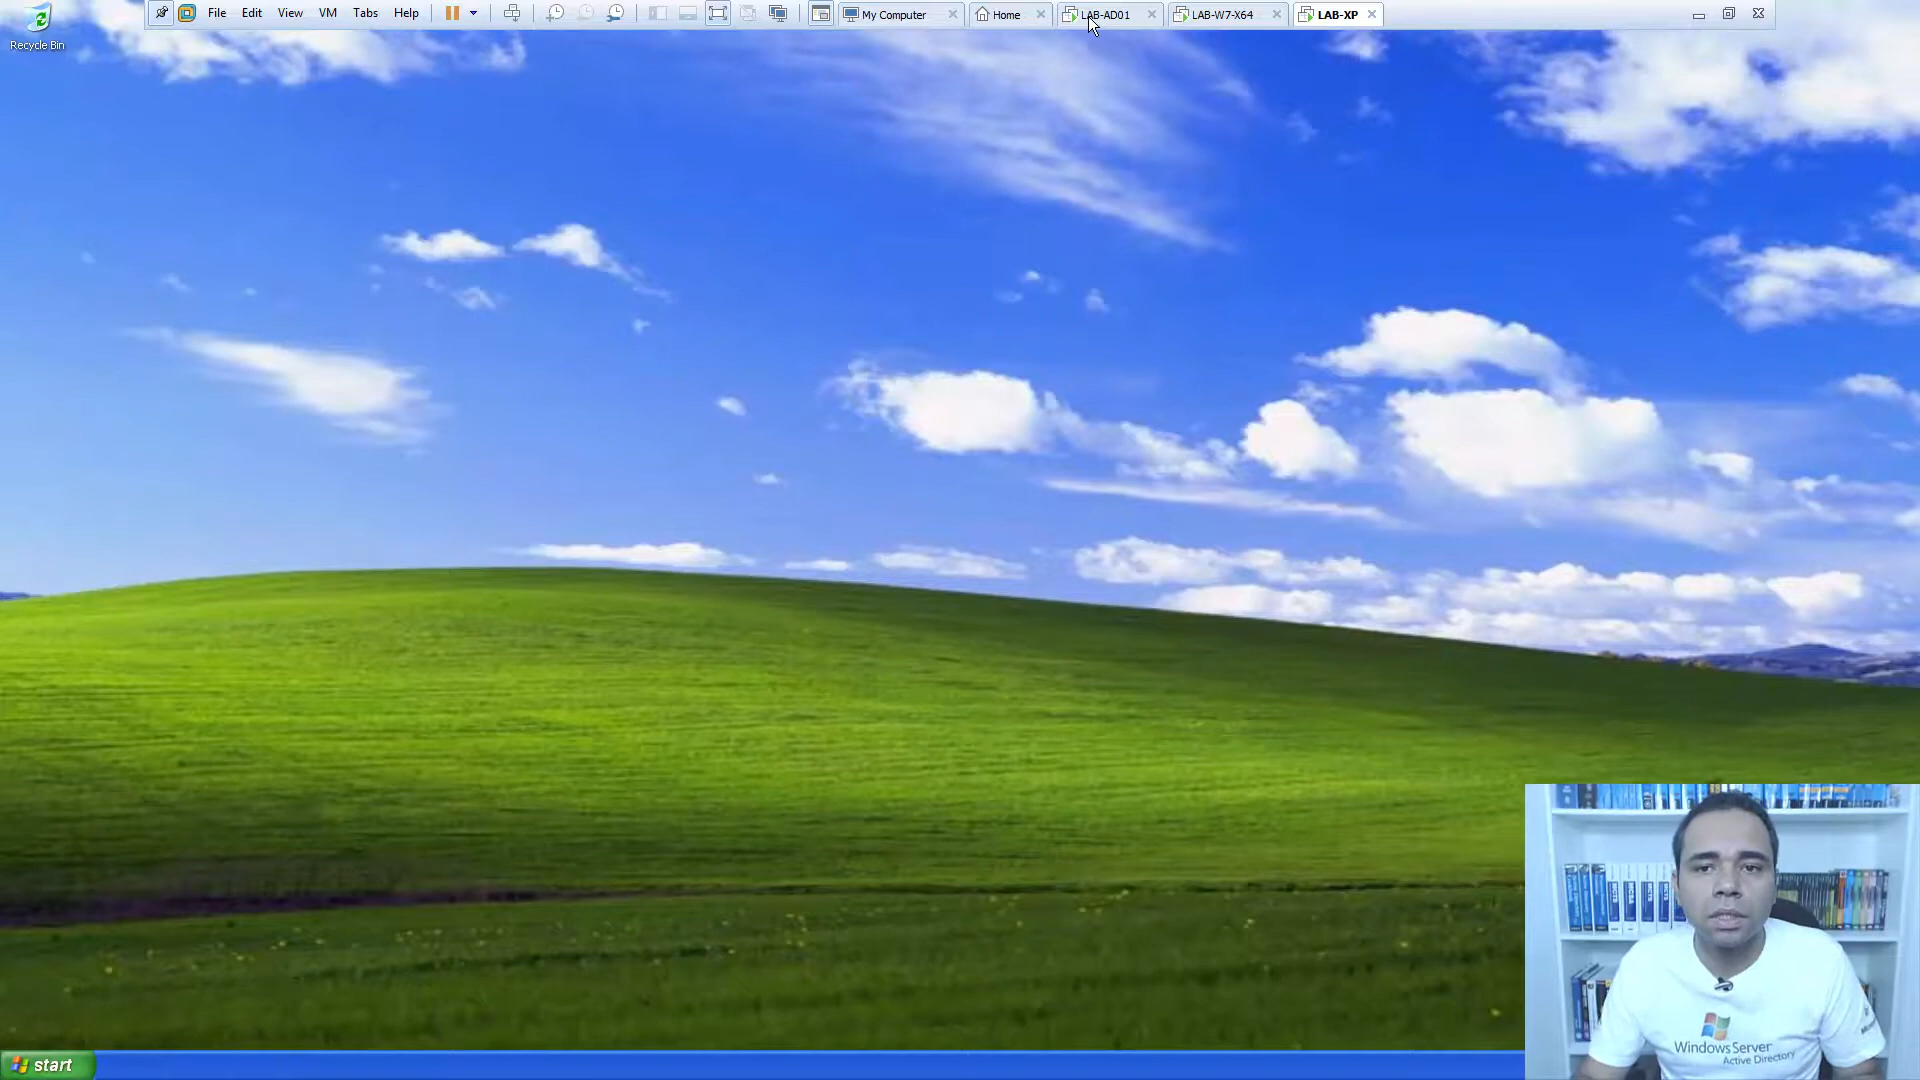 File Edit View VM Tabs Help My Computer Home LAB-AD01 LAB-W7-X64 LAB-XP
Recycle Bin
Windows Server
Active Directory
start